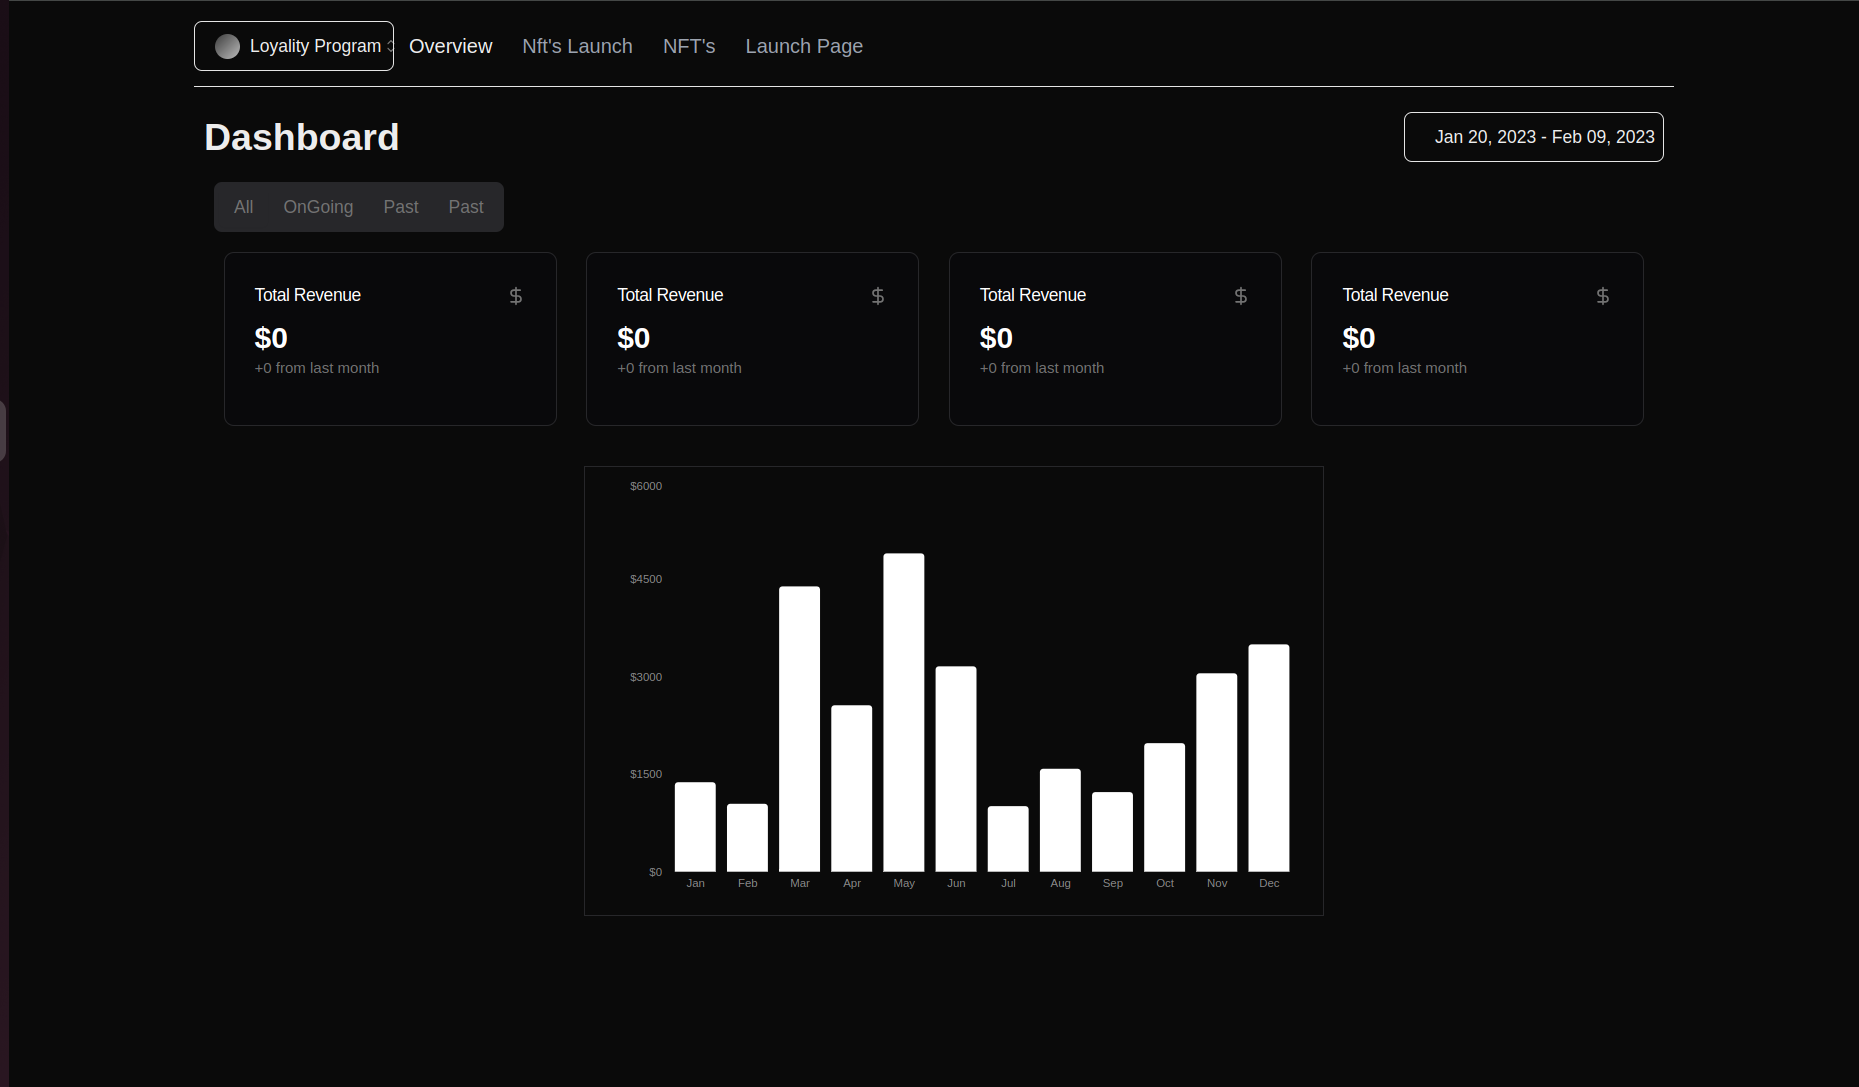 Loyality Program Overview Nft's Launch NFT's Launch Page
Dashboard
Jan 20, 2023 - Feb 09, 2023
All OnGoing Past Past
Total Revenue $
$0
+0 from last month
Total Revenue $
$0
+0 from last month
Total Revenue $
$0
+0 from last month
Total Revenue $
$0
+0 from last month
$6000
$4500
$3000
$1500
$0
Jan Feb Mar Apr May Jun Jul Aug Sep Oct Nov Dec